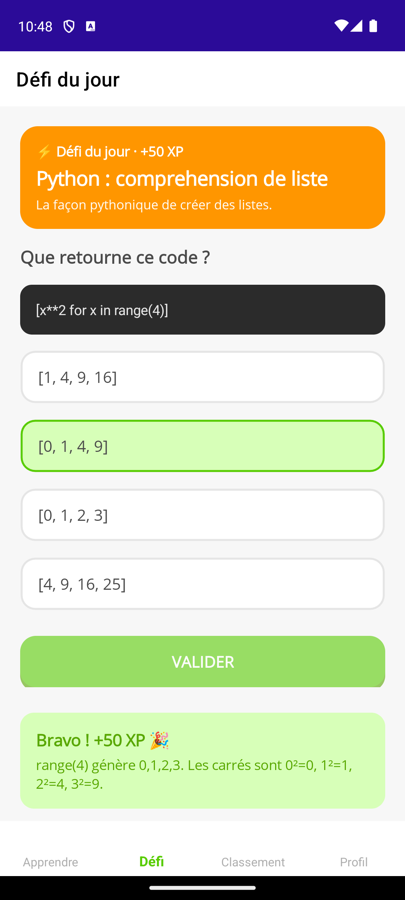 10:48
Défi du jour
⚡ Défi du jour · +50 XP
Python : comprehension de liste
La façon pythonique de créer des listes.
Que retourne ce code ?
[x**2 for x in range(4)]
[1, 4, 9, 16]
[0, 1, 4, 9]
[0, 1, 2, 3]
[4, 9, 16, 25]
VALIDER
Bravo ! +50 XP 🎉
range(4) génère 0,1,2,3. Les carrés sont 0²=0, 1²=1,
2²=4, 3²=9.
Apprendre Défi Classement Profil